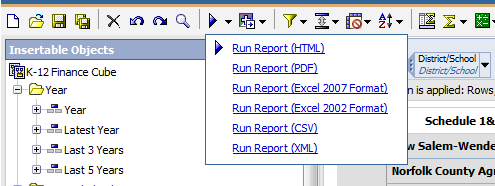 Insertable Objects
K-12 Finance Cube
Year
Year
Latest Year
Last 3 Years
Last 5 Years
Run Report (HTML)
Run Report (PDF)
Run Report (Excel 2007 Format)
Run Report (Excel 2002 Format)
Run Report (CSV)
Run Report (XML)
District/School
District/School
n is applied: Rows,
Schedule 1&
w Salem-Wende
Norfolk County Ag